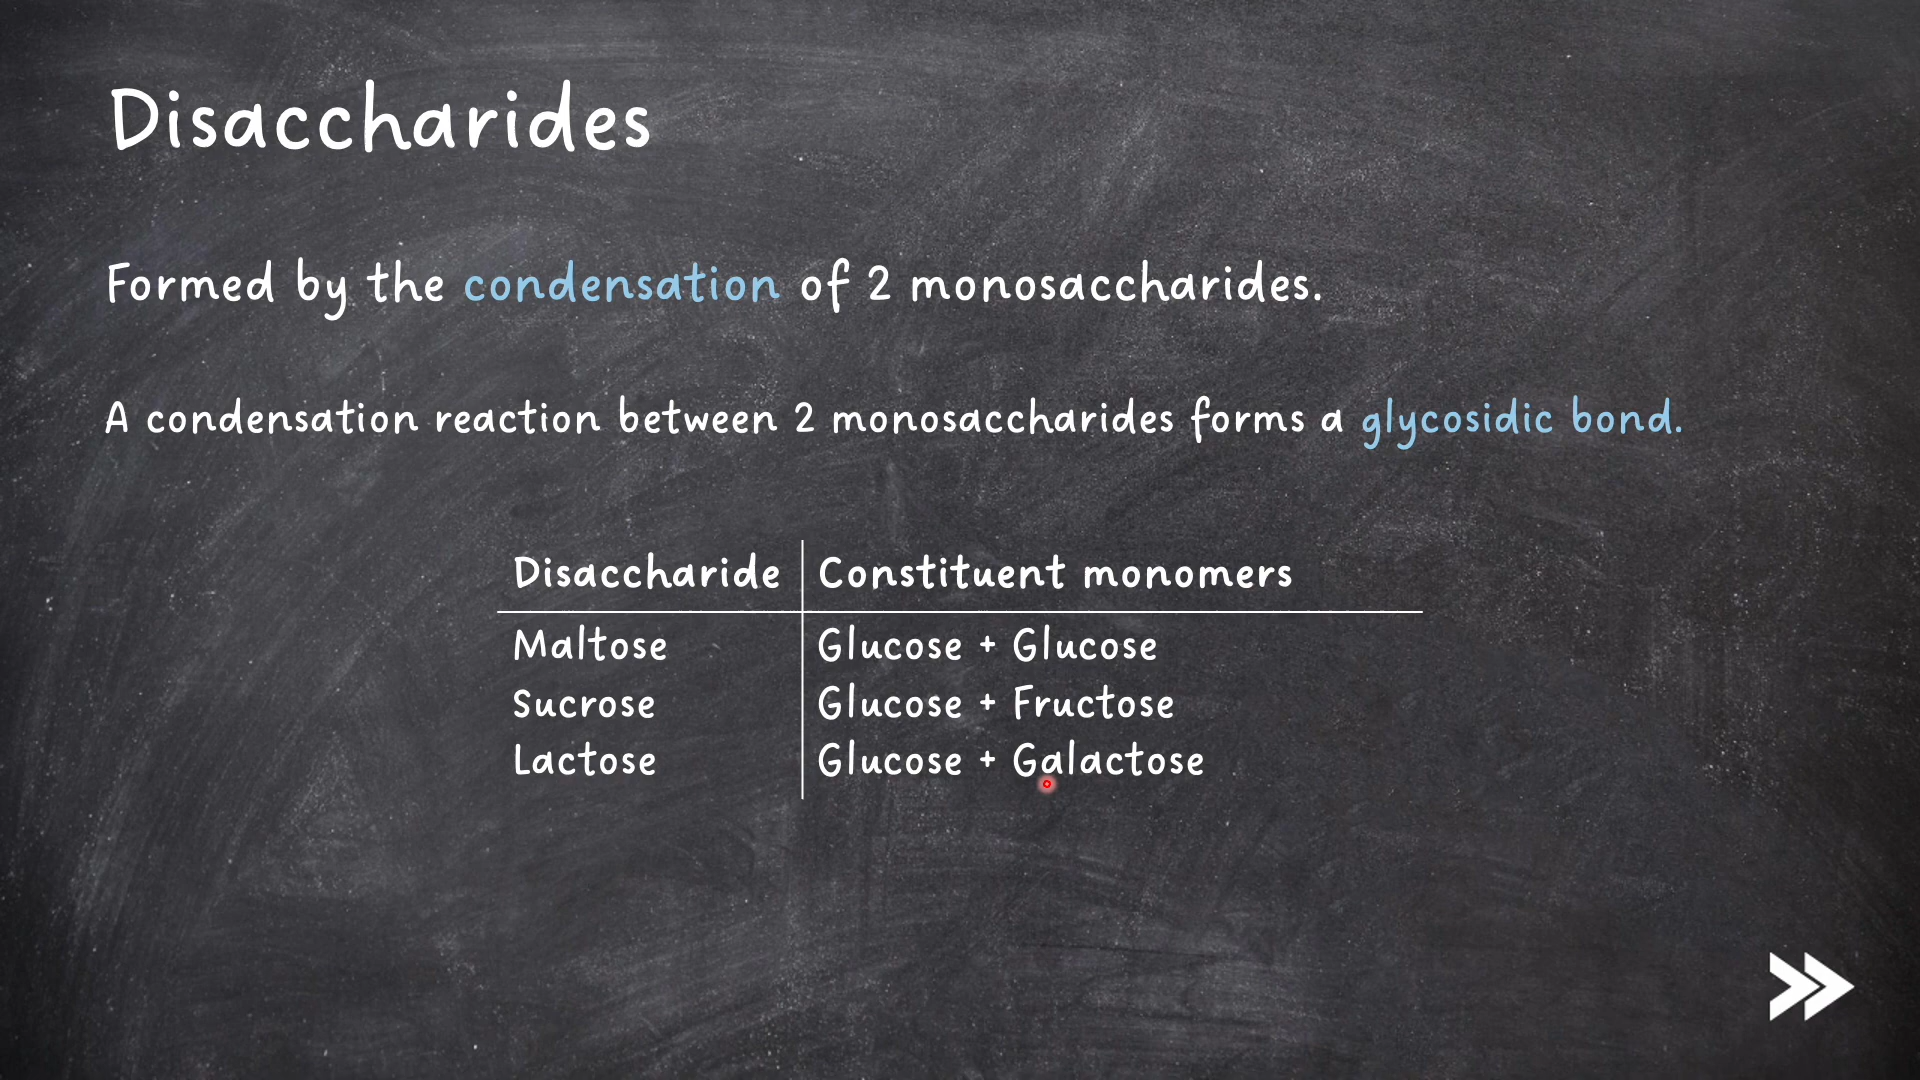 Disaccharides
Formed by the condensation of 2 monosaccharides.
A condensation reaction between 2 monosaccharides forms a glycosidic bond.
Disaccharide Constituent monomers
Maltose Glucose + Glucose
Sucrose Glucose + Fructose
Lactose Glucose + Galactose